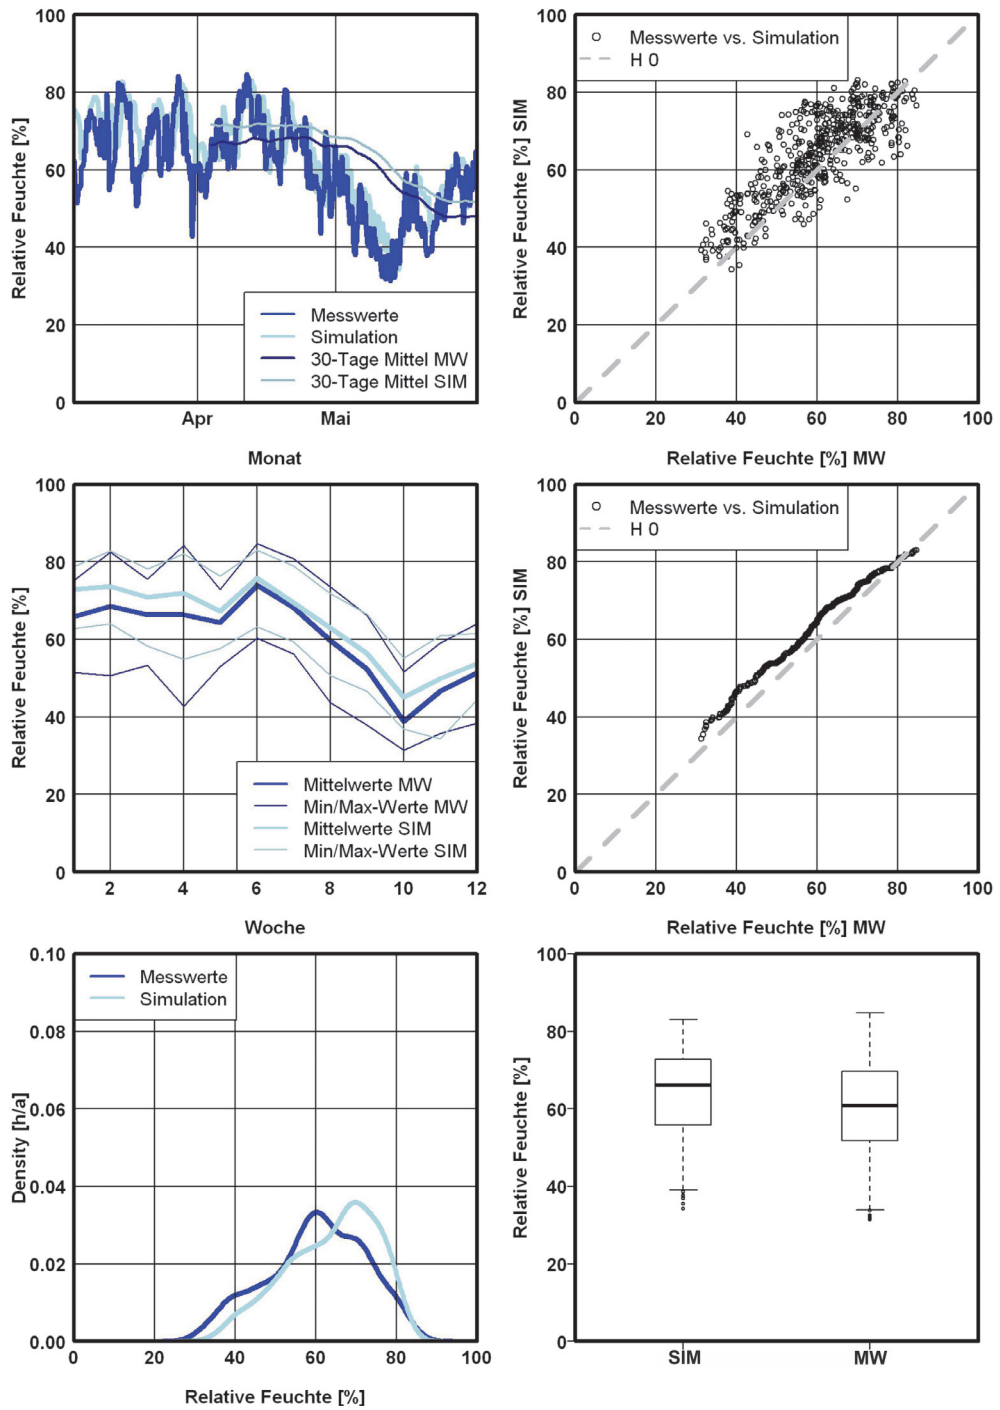 100
80
60
40
20
0
Relative Feuchte [%]
Messwerte
Simulation
30-Tage Mittel MW
30-Tage Mittel SIM
Apr
Mai
Monat
100
80
60
40
20
0
Relative Feuchte [%] SIM
Messwerte vs. Simulation
H 0
0
20
40
60
80
100
Relative Feuchte [%] MW
100
80
60
40
20
0
Relative Feuchte [%]
Mittelwerte MW
Min/Max-Werte MW
Mittelwerte SIM
Min/Max-Werte SIM
2
4
6
8
10
12
Woche
100
80
60
40
20
0
Relative Feuchte [%] SIM
Messwerte vs. Simulation
H 0
0
20
40
60
80
100
Relative Feuchte [%] MW
0.10
0.08
0.06
0.04
0.02
0.00
Density [h/a]
Messwerte
Simulation
0
20
40
60
80
100
Relative Feuchte [%]
100
80
60
40
20
0
Relative Feuchte [%]
SIM
MW